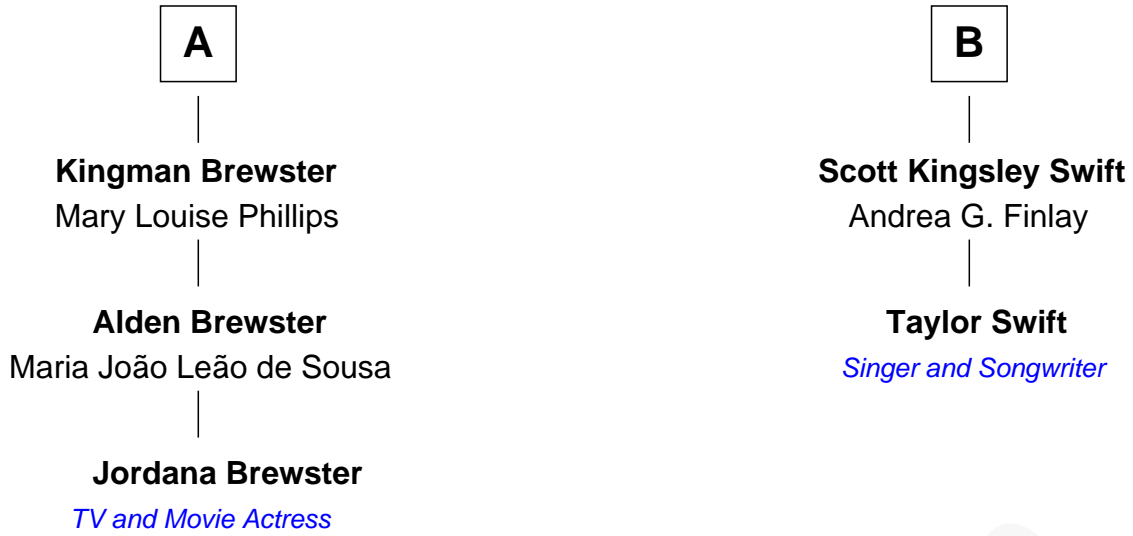 A
Kingman Brewster
Mary Louise Phillips
Alden Brewster
Maria João Leão de Sousa
Jordana Brewster
TV and Movie Actress
B
Scott Kingsley Swift
Andrea G. Finlay
Taylor Swift
Singer and Songwriter